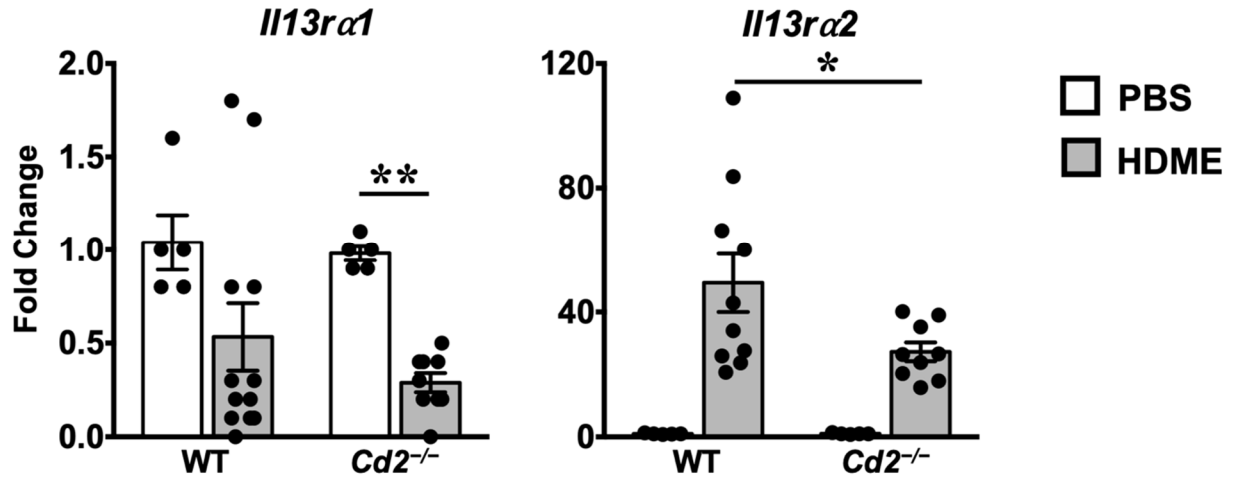 Il13rα1
Fold Change
2.0
1.5
1.0
0.5
0.0
**
WT
Cd2⁻/⁻
Il13rα2
120
80
40
0
*
WT
Cd2⁻/⁻
PBS
HDME